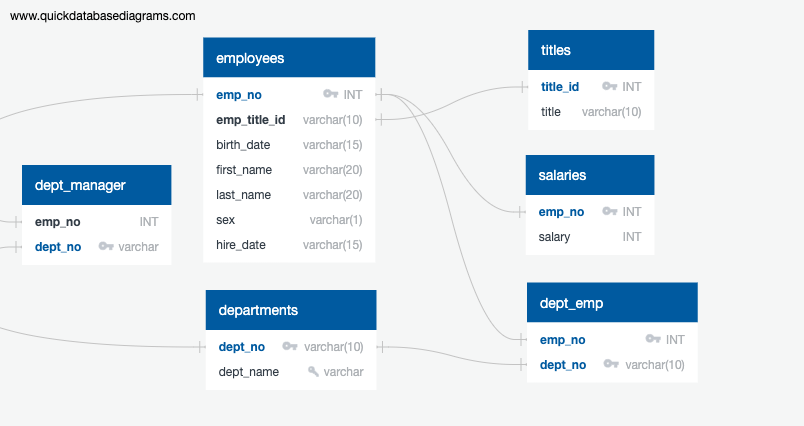 www.quickdatabasediagrams.com
employees
emp_no INT
emp_title_id varchar(10)
birth_date varchar(15)
first_name varchar(20)
last_name varchar(20)
sex varchar(1)
hire_date varchar(15)
titles
title_id INT
title varchar(10)
dept_manager
emp_no INT
dept_no varchar
salaries
emp_no INT
salary INT
departments
dept_no varchar(10)
dept_name varchar
dept_emp
emp_no INT
dept_no varchar(10)